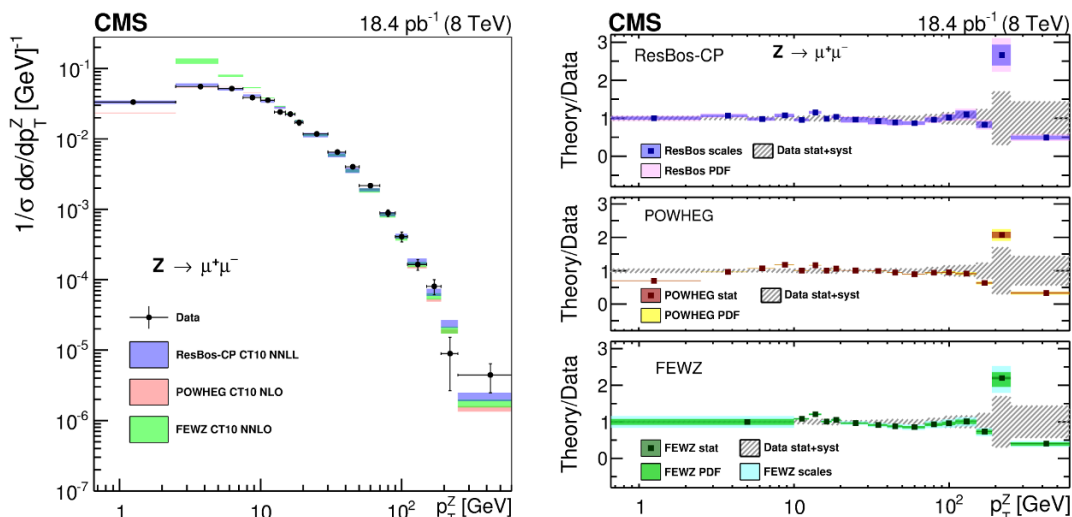 CMS 18.4 pb⁻¹ (8 TeV)
1/σ dσ/dp_T^Z [GeV]⁻¹
10⁻¹
10⁻²
10⁻³
10⁻⁴
10⁻⁵
10⁻⁶
10⁻⁷
Z → μ⁺μ⁻
Data
ResBos-CP CT10 NNLL
POWHEG CT10 NLO
FEWZ CT10 NNLO
1 10 10² p_T^Z [GeV]
CMS 18.4 pb⁻¹ (8 TeV)
Theory/Data
3
2
1
0
ResBos-CP Z → μ⁺μ⁻
ResBos scales Data stat+syst
ResBos PDF
Theory/Data
3
2
1
0
POWHEG
POWHEG stat Data stat+syst
POWHEG PDF
Theory/Data
3
2
1
0
FEWZ
FEWZ stat Data stat+syst
FEWZ PDF FEWZ scales
1 10 10² p_T^Z [GeV]